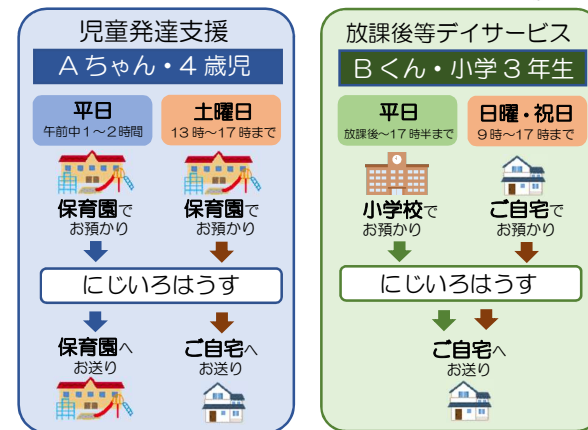 児童発達支援
Aちゃん・4歳児
平日
午前中1~2時間
土曜日
13時~17時まで
保育園で
お預かり
保育園で
お預かり
にじいろはうす
保育園へ
お送り
ご自宅へ
お送り
放課後等デイサービス
Bくん・小学3年生
平日
放課後~17時半まで
日曜・祝日
9時~17時まで
小学校で
お預かり
ご自宅で
お預かり
にじいろはうす
ご自宅へ
お送り